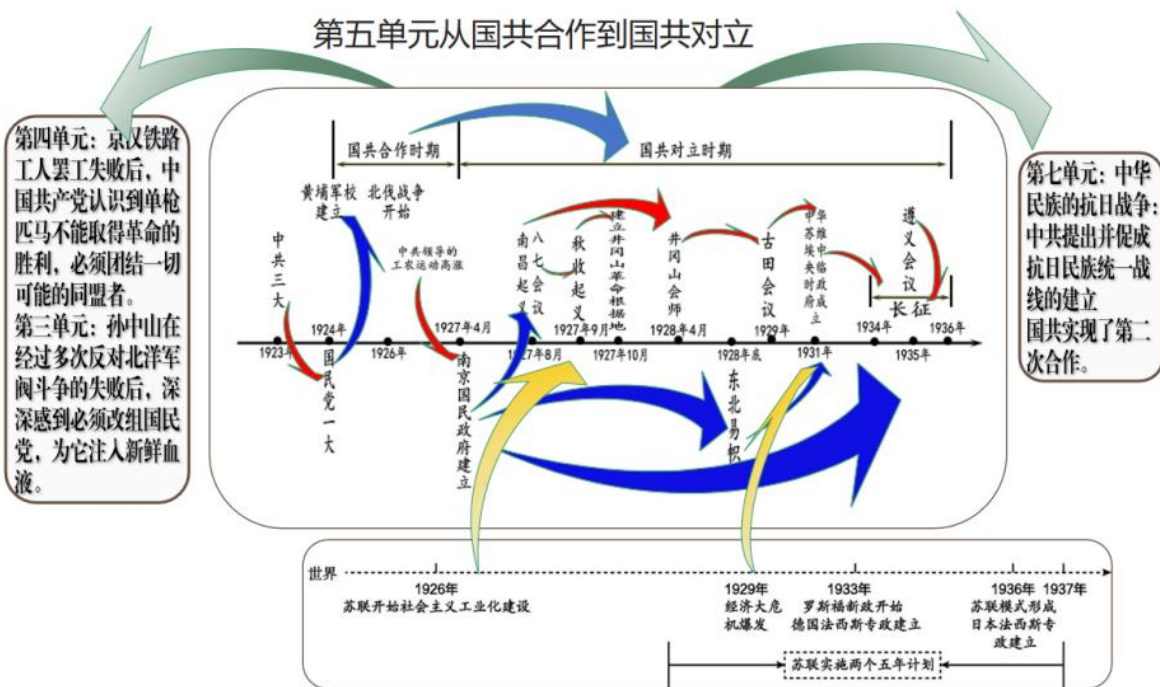 第五单元从国共合作到国共对立
第四单元：京汉铁路
工人罢工失败后，中
国共产党认识到单枪
匹马不能取得革命的
胜利，必须团结一切
可能的同盟者。
第三单元：孙中山在
经过多次反对北洋军
阀斗争的失败后，深
深感到必须改组国民
党，为它注入新鲜血
液。
国共合作时期
国共对立时期
黄埔军校
建立
北伐战争
开始
中共三大
中共领导的
工农运动高涨
南昌起义
八七会议
秋收起义
建立井冈山革命根据地
井冈山会师
古田会议
中华
苏维
埃中
央临
时政
府成
立
遵义会议
长征
1923年
1924年
1926年
1927年4月
1927年8月
1927年9月
1927年10月
1928年4月
1928年底
1929年
1931年
1934年
1935年
1936年
国民党一大
南京国民政府建立
东北易帜
第七单元：中华
民族的抗日战争：
中共提出并促成
抗日民族统一战
线的建立
国共实现了第二
次合作。
世界
1926年
苏联开始社会主义工业化建设
1929年
经济大危
机爆发
1933年
罗斯福新政开始
德国法西斯专政建立
1936年
苏联模式形成
日本法西斯专
政建立
1937年
苏联实施两个五年计划